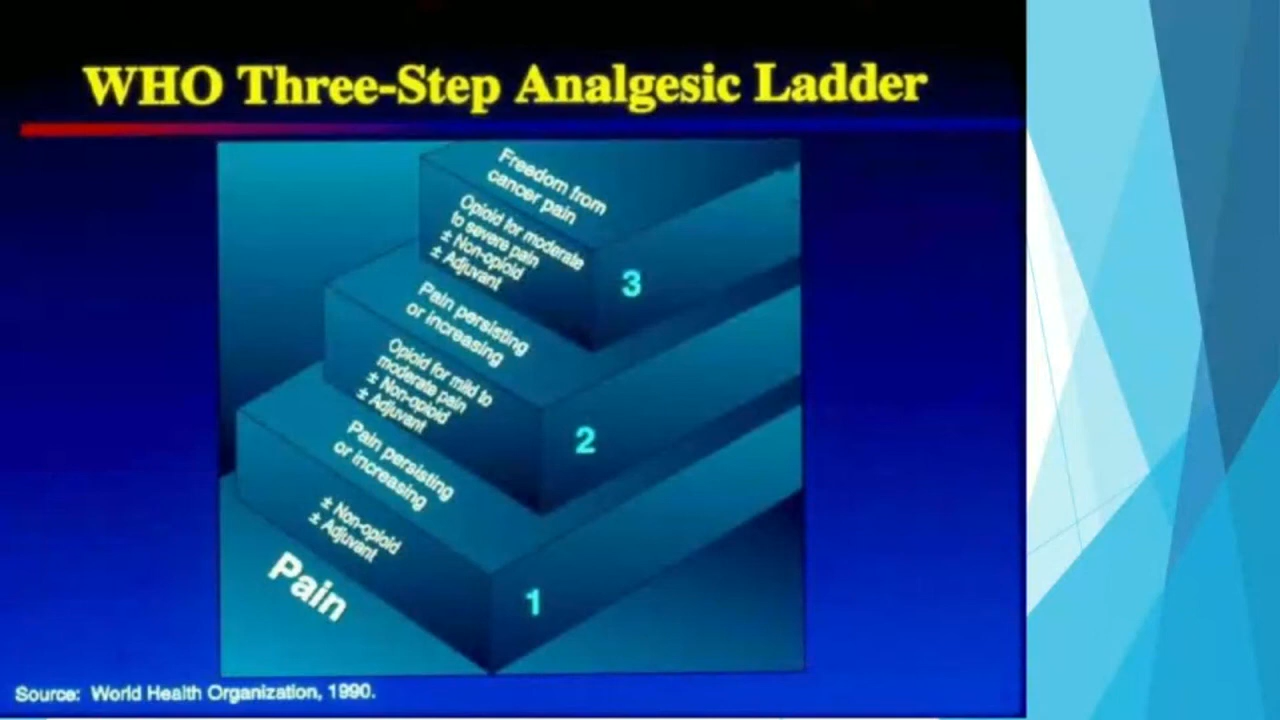 WHO Three-Step Analgesic Ladder
Freedom from
cancer pain
Opioid for moderate
to severe pain
± Non-opioid
± Adjuvant
3
Pain persisting
or increasing
Opioid for mild to
moderate pain
± Non-opioid
± Adjuvant
2
Pain persisting
or increasing
± Non-opioid
± Adjuvant
1
Pain
Source: World Health Organization, 1990.